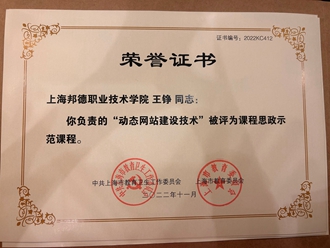 证书编号：2022KC412
荣誉证书
上海邦德职业技术学院 王铮 同志：
你负责的“动态网站建设技术”被评为课程思政示
范课程。
中共上海市教育卫生工作委员会 上海市教育委员会
二〇二二年十一月